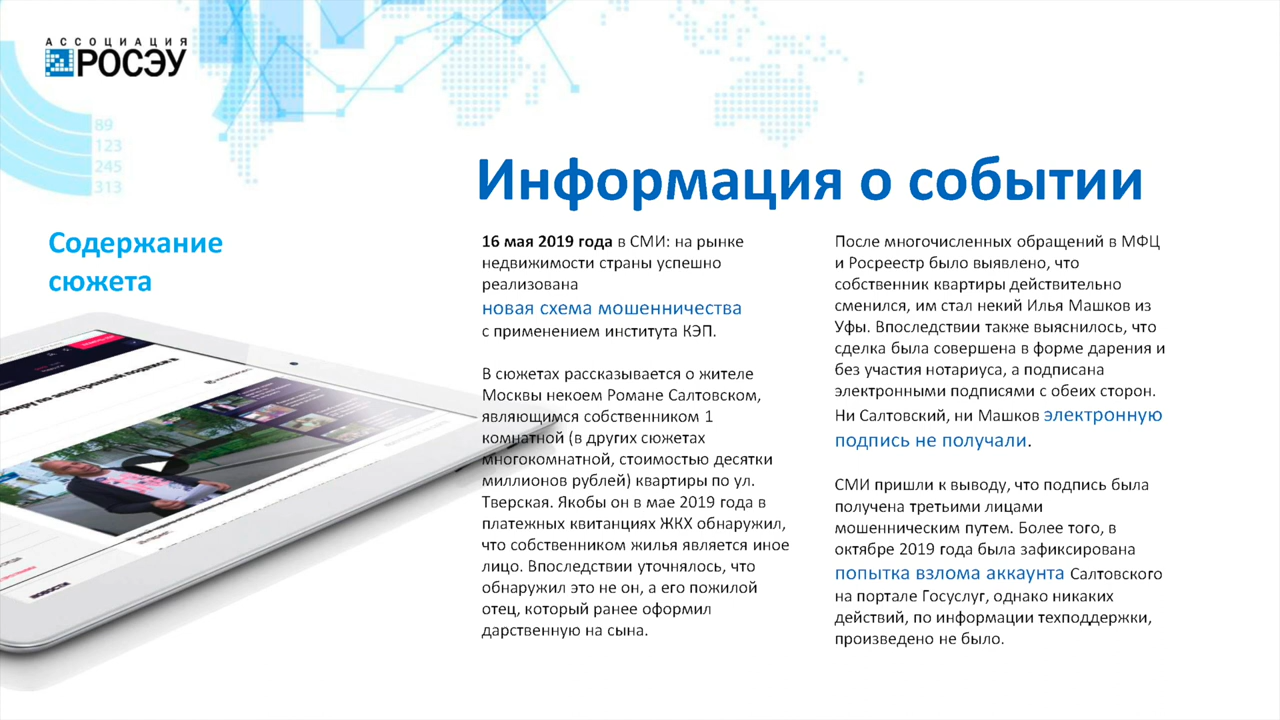 АССОЦИАЦИЯ
РОСЭУ
89
123
245
313
Информация о событии
Содержание
сюжета
16 мая 2019 года в СМИ: на рынке
недвижимости страны успешно
реализована
новая схема мошенничества
с применением института КЭП.
В сюжетах рассказывается о жителе
Москвы некоем Романе Салтовском,
являющимся собственником 1
комнатной (в других сюжетах
многокомнатной, стоимостью десятки
миллионов рублей) квартиры по ул.
Тверская. Якобы он в мае 2019 года в
платежных квитанциях ЖКХ обнаружил,
что собственником жилья является иное
лицо. Впоследствии уточнялось, что
обнаружил это не он, а его пожилой
отец, который ранее оформил
дарственную на сына.
После многочисленных обращений в МФЦ
и Росреестр было выявлено, что
собственник квартиры действительно
сменился, им стал некий Илья Машков из
Уфы. Впоследствии также выяснилось, что
сделка была совершена в форме дарения и
без участия нотариуса, а подписана
электронными подписями с обеих сторон.
Ни Салтовский, ни Машков электронную
подпись не получали.
СМИ пришли к выводу, что подпись была
получена третьими лицами
мошенническим путем. Более того, в
октябре 2019 года была зафиксирована
попытка взлома аккаунта Салтовского
на портале Госуслуг, однако никаких
действий, по информации техподдержки,
произведено не было.